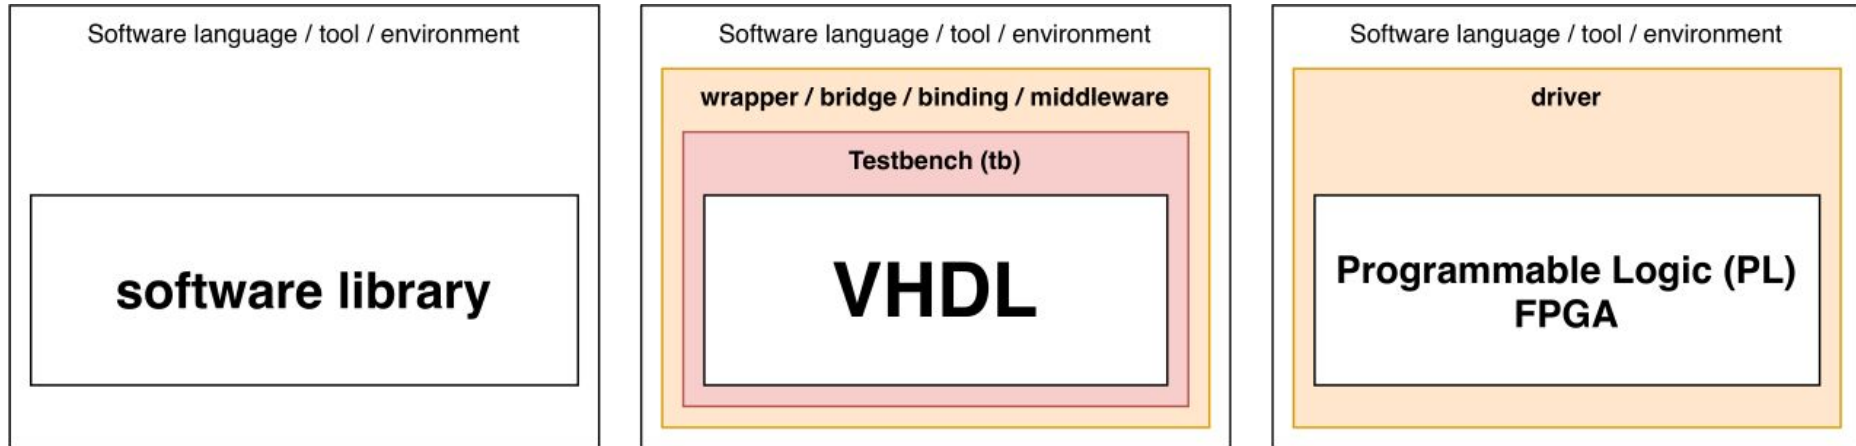 Software language / tool / environment
software library
Software language / tool / environment
wrapper / bridge / binding / middleware
Testbench (tb)
VHDL
Software language / tool / environment
driver
Programmable Logic (PL)
FPGA